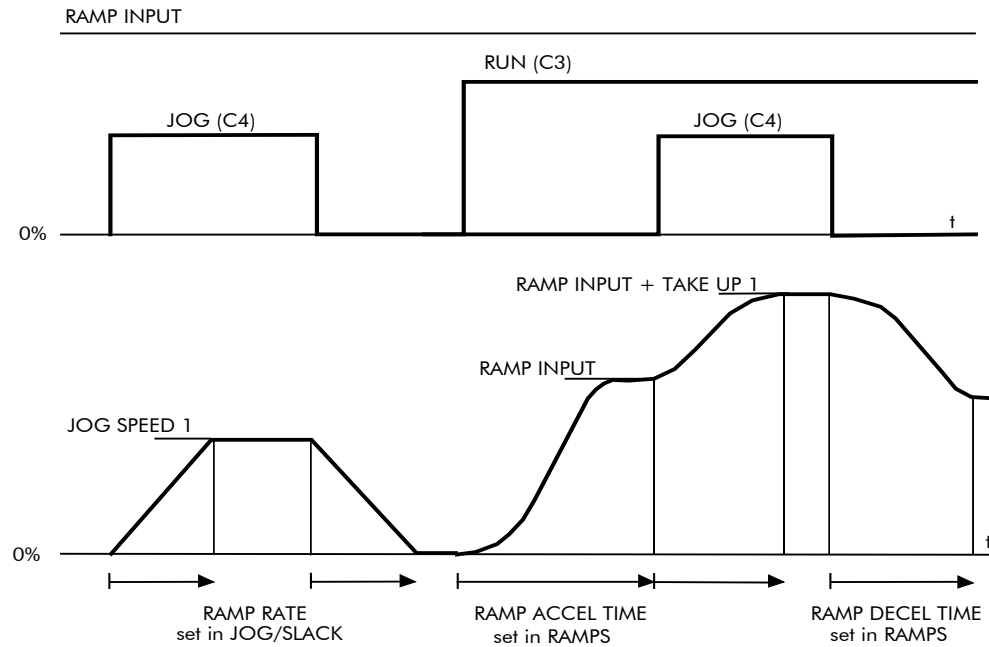 RAMP INPUT
RUN (C3)
JOG (C4)
JOG (C4)
t
0%
RAMP INPUT + TAKE UP 1
RAMP INPUT
JOG SPEED 1
t
0%
RAMP RATE
set in JOG/SLACK
RAMP ACCEL TIME
set in RAMPS
RAMP DECEL TIME
set in RAMPS